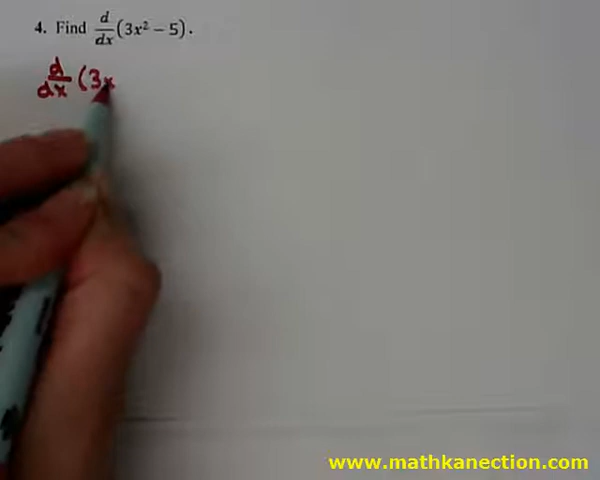 4. Find d/dx (3x² − 5).
d/dx (3x
www.mathkanection.com